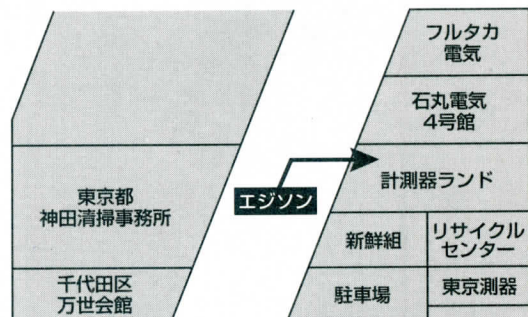 フルタカ
電気
石丸電気
4号館
計測器ランド
エジソン
東京都
神田清掃事務所
新鮮組
リサイクル
センター
千代田区
万世会館
駐車場
東京測器